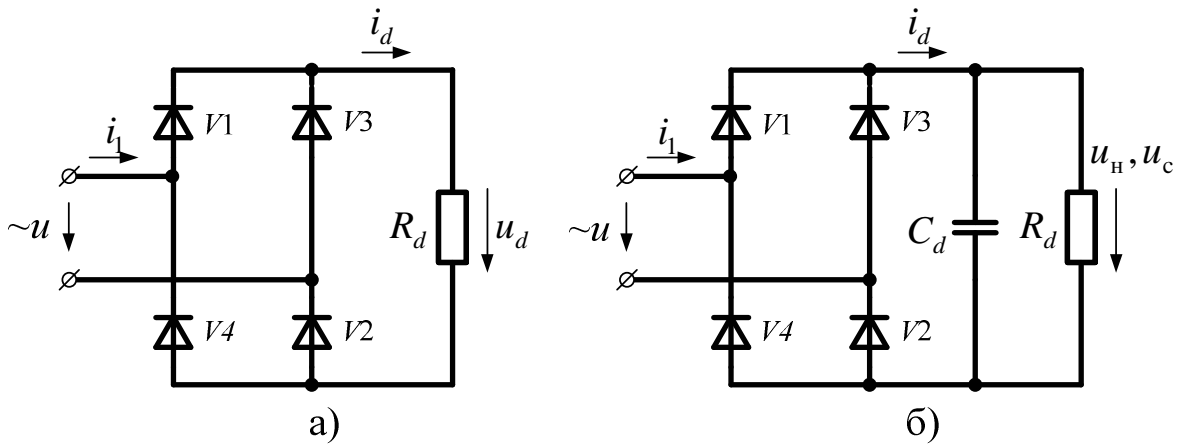 i_d
V1
V3
i_1
~u
R_d
u_d
V4
V2
а)
i_d
V1
V3
i_1
u_н, u_с
~u
C_d
R_d
V4
V2
б)